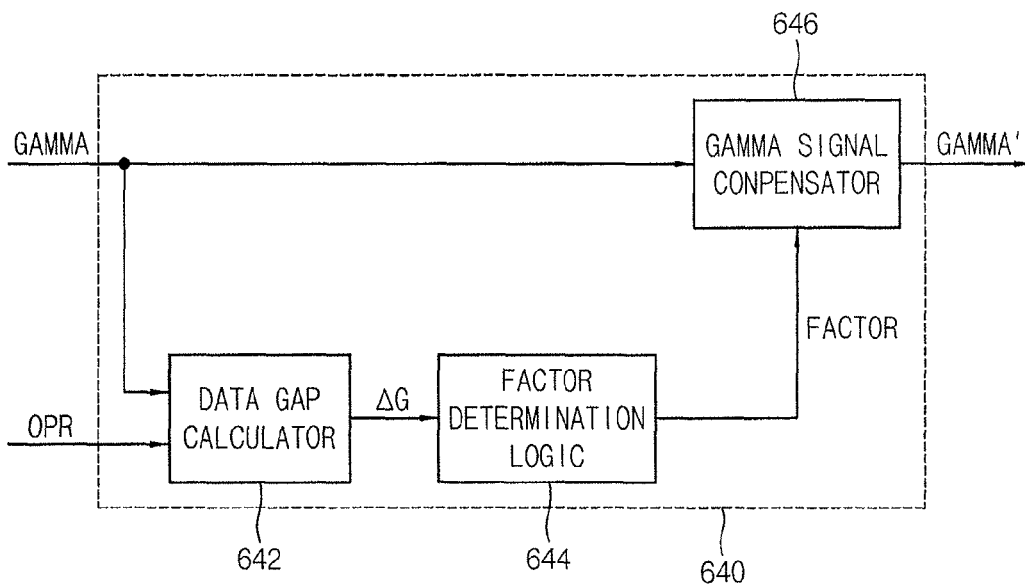 646
GAMMA
GAMMA SIGNAL
CONPENSATOR
GAMMA'
FACTOR
OPR
DATA GAP
CALCULATOR
ΔG
FACTOR
DETERMINATION
LOGIC
642
644
640